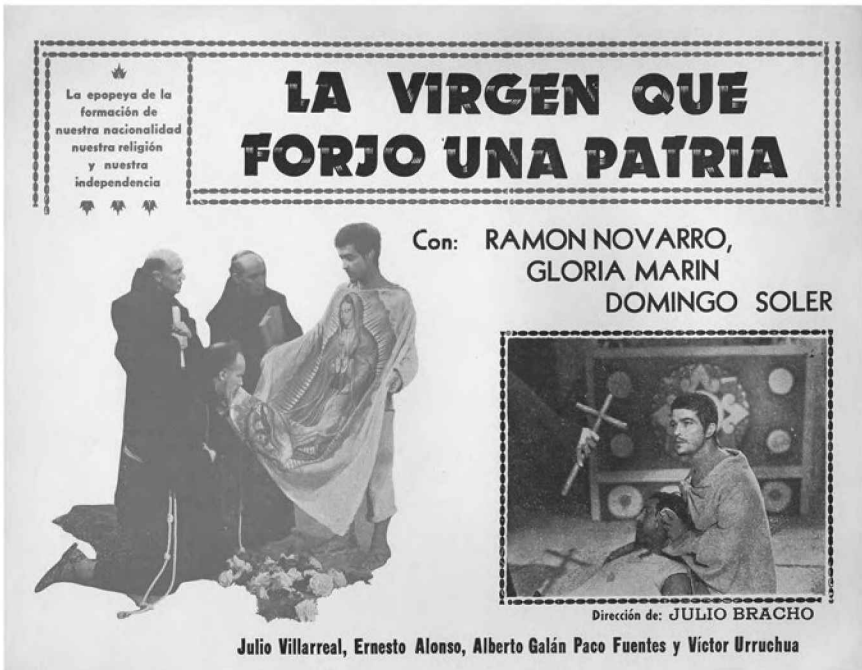 La epopeya de la
formación de
nuestra nacionalidad
nuestra religión
y nuestra
independencia
LA VIRGEN QUE
FORJO UNA PATRIA
Con: RAMON NOVARRO,
GLORIA MARIN
DOMINGO SOLER
Dirección de: JULIO BRACHO
Julio Villarreal, Ernesto Alonso, Alberto Galán Paco Fuentes y Víctor Urruchua